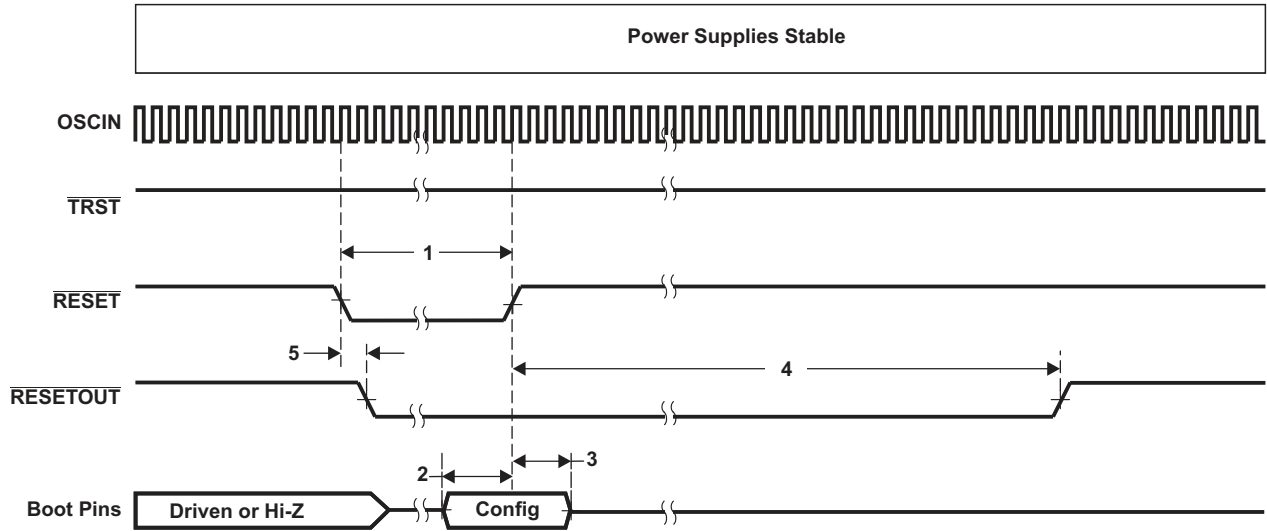 Power Supplies Stable
OSCIN
TRST
1
RESET
5
4
RESETOUT
2
3
Boot Pins
Driven or Hi-Z
Config